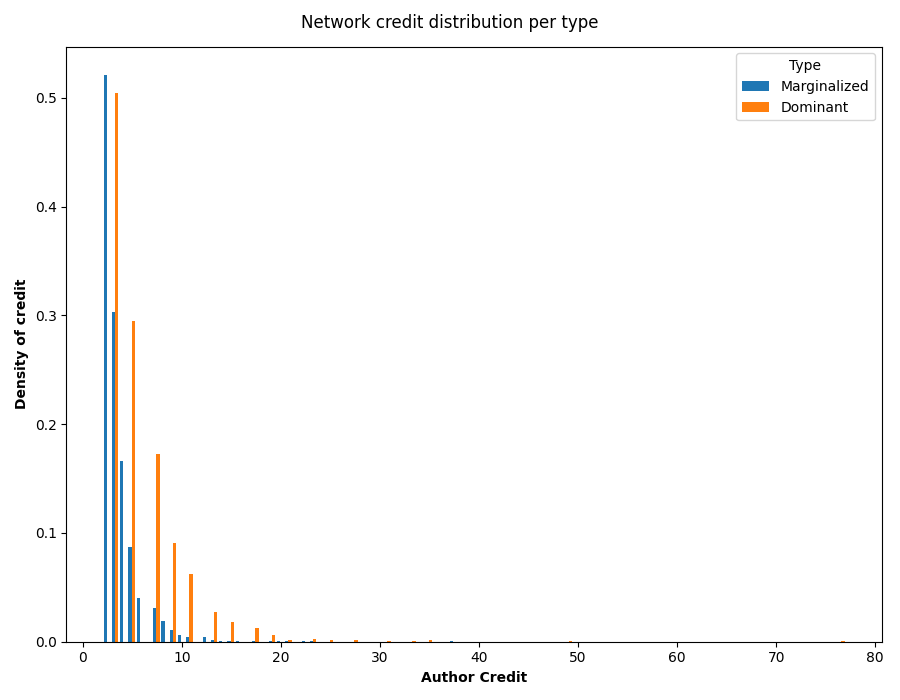 Network credit distribution per type
Type
Marginalized
Dominant
Density of credit
0.5
0.4
0.3
0.2
0.1
0.0
0 10 20 30 40 50 60 70 80
Author Credit